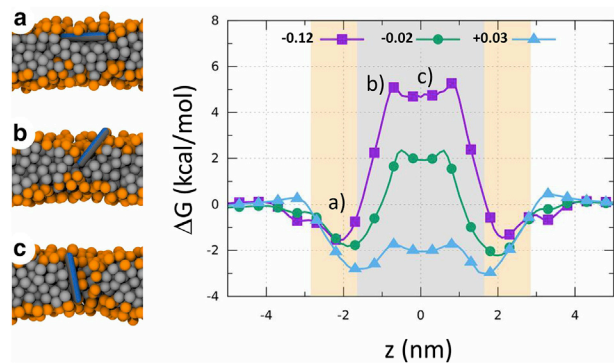 a
b
c
-0.12 -0.02 +0.03
8
6
4
2
0
-2
-4
ΔG (kcal/mol)
a)
b)
c)
-4 -2 0 2 4
z (nm)